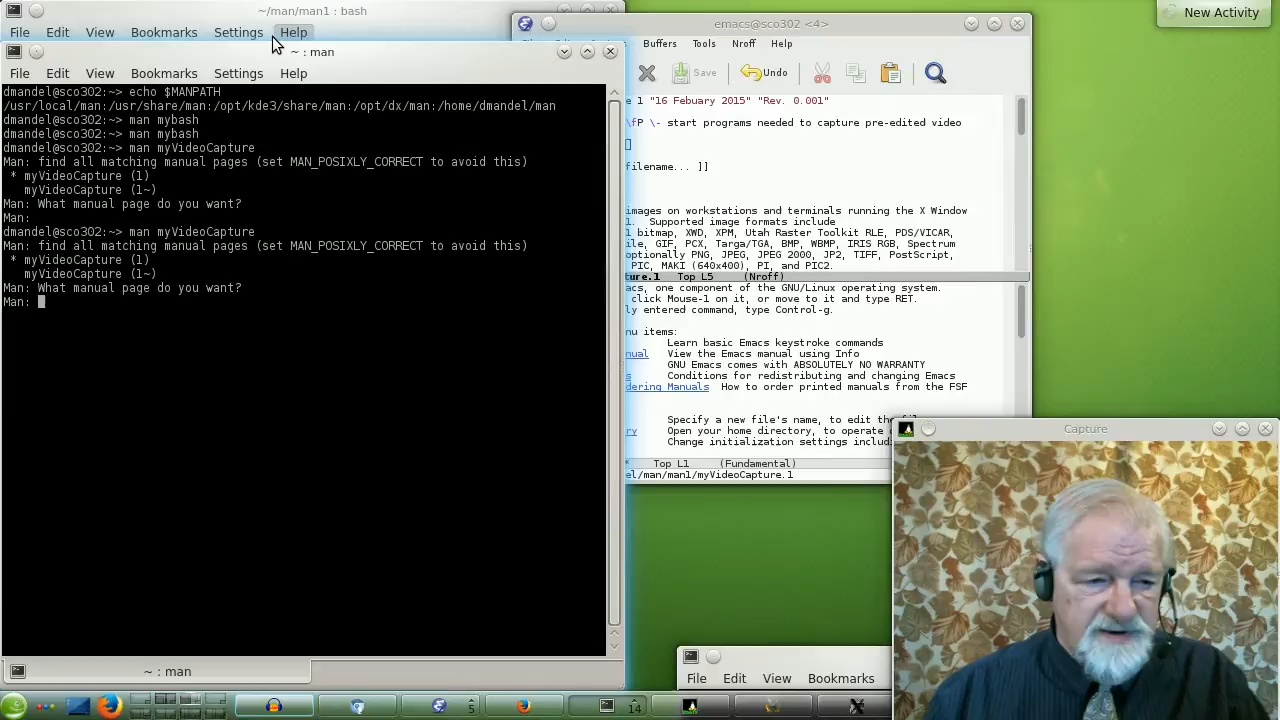 ~/man/man1 : bash
File Edit View Bookmarks Settings Help
~ : man
File Edit View Bookmarks Settings Help
dmandel@sco302:~> echo $MANPATH
/usr/local/man:/usr/share/man:/opt/kde3/share/man:/opt/dx/man:/home/dmandel/man
dmandel@sco302:~> man mybash
dmandel@sco302:~> man mybash
dmandel@sco302:~> man myVideoCapture
Man: find all matching manual pages (set MAN_POSIXLY_CORRECT to avoid this)
* myVideoCapture (1)
myVideoCapture (1~)
Man: What manual page do you want?
Man:
dmandel@sco302:~> man myVideoCapture
Man: find all matching manual pages (set MAN_POSIXLY_CORRECT to avoid this)
* myVideoCapture (1)
myVideoCapture (1~)
Man: What manual page do you want?
Man:
~ : man
emacs@sco302 <4>
Buffers Tools Nroff Help
Save Undo
e 1 "16 Febuary 2015" "Rev. 0.001"
\fP \- start programs needed to capture pre-edited video
]
filename... ]]
images on workstations and terminals running the X Window
l. Supported image formats include
l bitmap, XWD, XPM, Utah Raster Toolkit RLE, PDS/VICAR,
ile, GIF, PCX, Targa/TGA, BMP, WBMP, IRIS RGB, Spectrum
optionally PNG, JPEG, JPEG 2000, JP2, TIFF, PostScript,
PIC, MAKI (640x400), PI, and PIC2.
ture.1 Top L5 (Nroff)
acs, one component of the GNU/Linux operating system.
click Mouse-1 on it, or move to it and type RET.
ly entered command, type Control-g.
nu items:
Learn basic Emacs keystroke commands
nual View the Emacs manual using Info
GNU Emacs comes with ABSOLUTELY NO WARRANTY
s Conditions for redistributing and changing Emacs
dering Manuals How to order printed manuals from the FSF
Specify a new file's name, to edit the file
ry Open your home directory, to operate
Change initialization settings includ
* Top L1 (Fundamental)
el/man/man1/myVideoCapture.1
New Activity
Capture
File Edit View Bookmarks
5
14